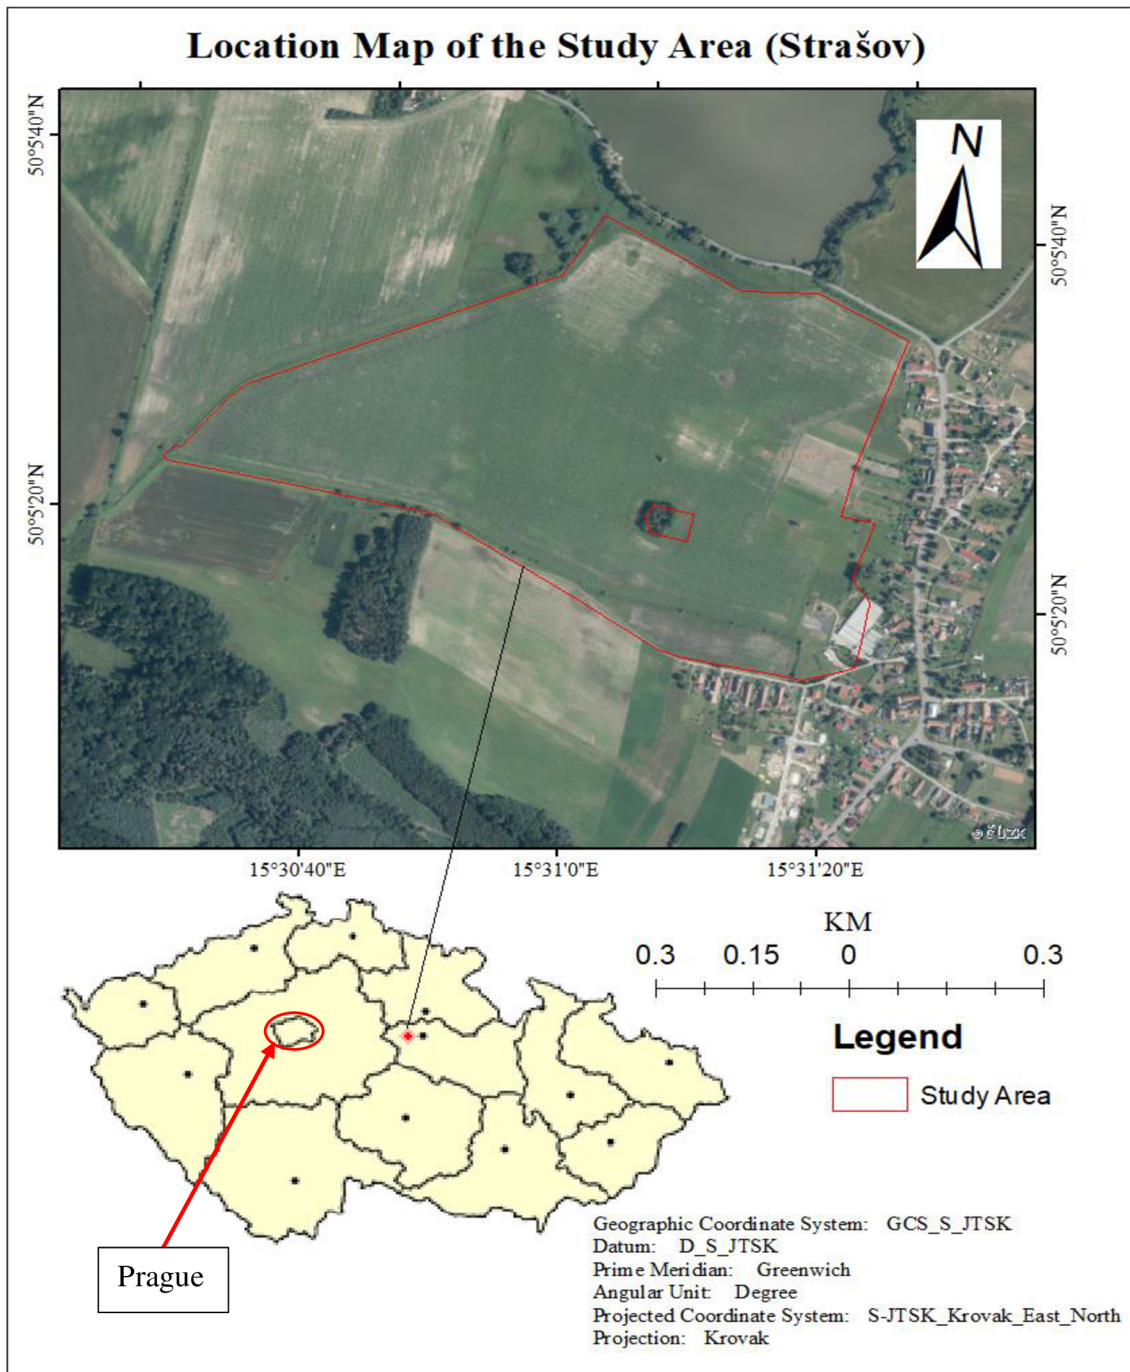 Location Map of the Study Area (Strašov)
50°5'40"N
50°5'40"N
N
50°5'20"N
50°5'20"N
© ČÚZK
15°30'40"E
15°31'0"E
15°31'20"E
KM
0.3 0.15 0 0.3
Legend
Study Area
Prague
Geographic Coordinate System: GCS_S_JTSK
Datum: D_S_JTSK
Prime Meridian: Greenwich
Angular Unit: Degree
Projected Coordinate System: S-JTSK_Krovak_East_North
Projection: Krovak